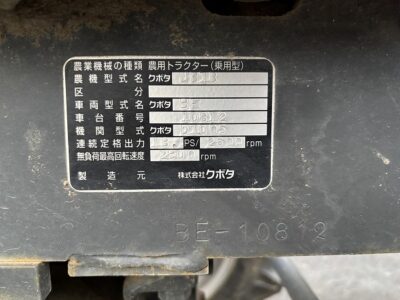 農業機械の種類 農用トラクター(乗用型)
農機型式名 クボタ
区分
車両型式名 クボタ BE
車台番号 10812
機関型式 クボタ
連続定格出力 PS/ rpm
無負荷最高回転速度 rpm
製造元 株式会社クボタ
BE-10812